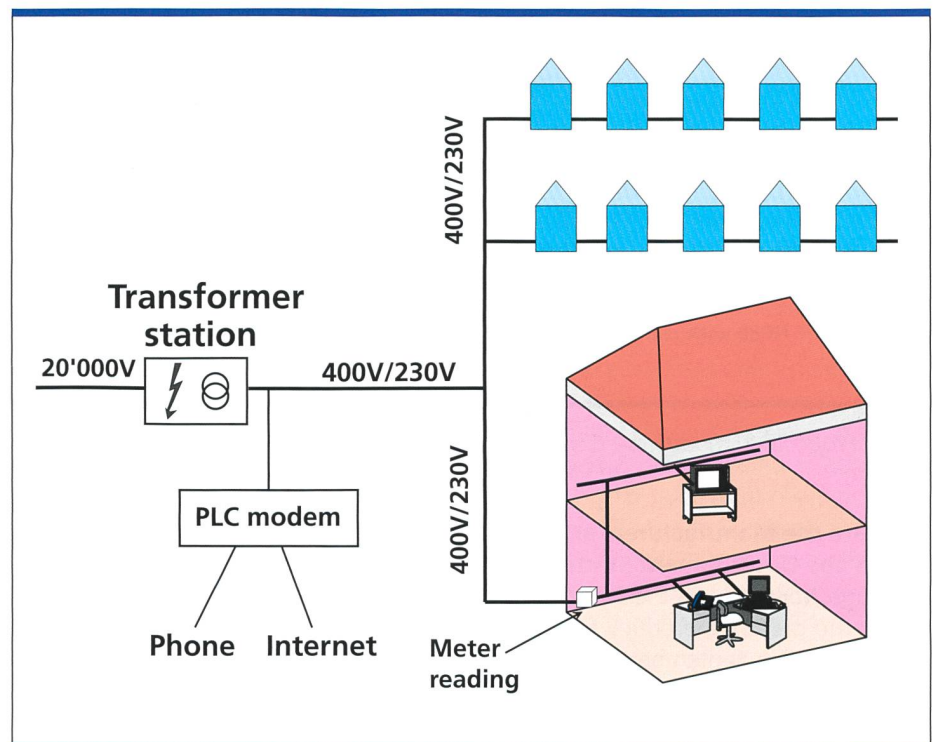 400V/230V
Transformer
station
20'000V
400V/230V
400V/230V
PLC modem
Phone
Internet
Meter
reading